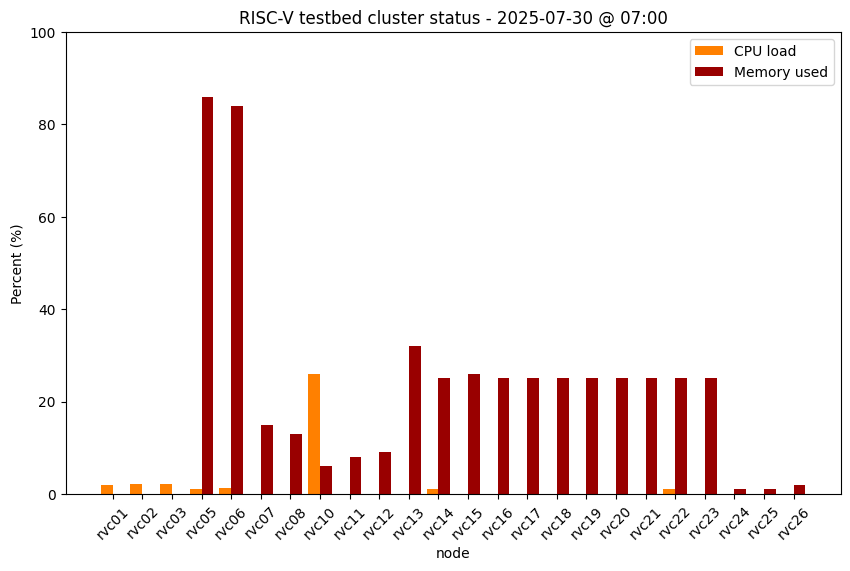 RISC-V testbed cluster status - 2025-07-30 @ 07:00
CPU load
Memory used
Percent (%)
100
80
60
40
20
0
rvc01
rvc02
rvc03
rvc05
rvc06
rvc07
rvc08
rvc10
rvc11
rvc12
rvc13
rvc14
rvc15
rvc16
rvc17
rvc18
rvc19
rvc20
rvc21
rvc22
rvc23
rvc24
rvc25
rvc26
node